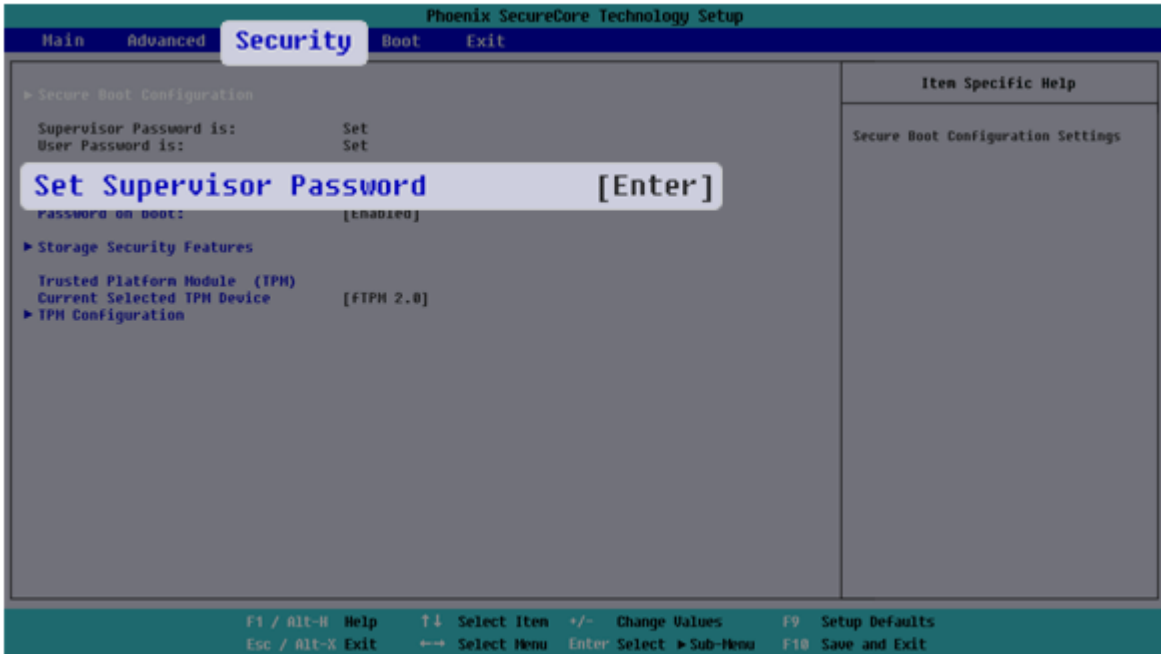 Phoenix SecureCore Technology Setup
Main Advanced Security Boot Exit
Item Specific Help
▶ Secure Boot Configuration
Secure Boot Configuration Settings
Supervisor Password is: Set
User Password is: Set
Set Supervisor Password [Enter]
Password on boot: [Enabled]
▶ Storage Security Features
Trusted Platform Module (TPM)
Current Selected TPM Device [fTPM 2.0]
▶ TPM Configuration
F1 / Alt-H Help ↑↓ Select Item +/- Change Values F9 Setup Defaults
Esc / Alt-X Exit ←→ Select Menu Enter Select ▶ Sub-Menu F10 Save and Exit